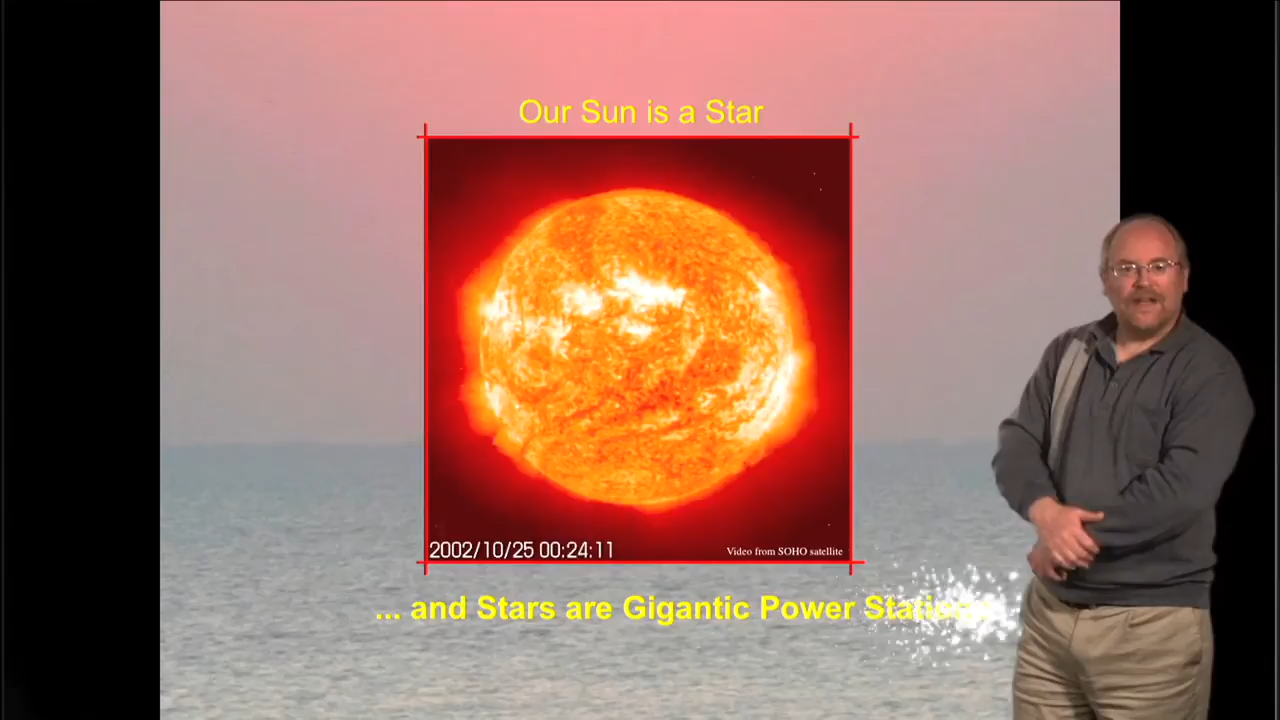 Our Sun is a Star
2002/10/25 00:24:11
Video from SOHO satellite
... and Stars are Gigantic Power